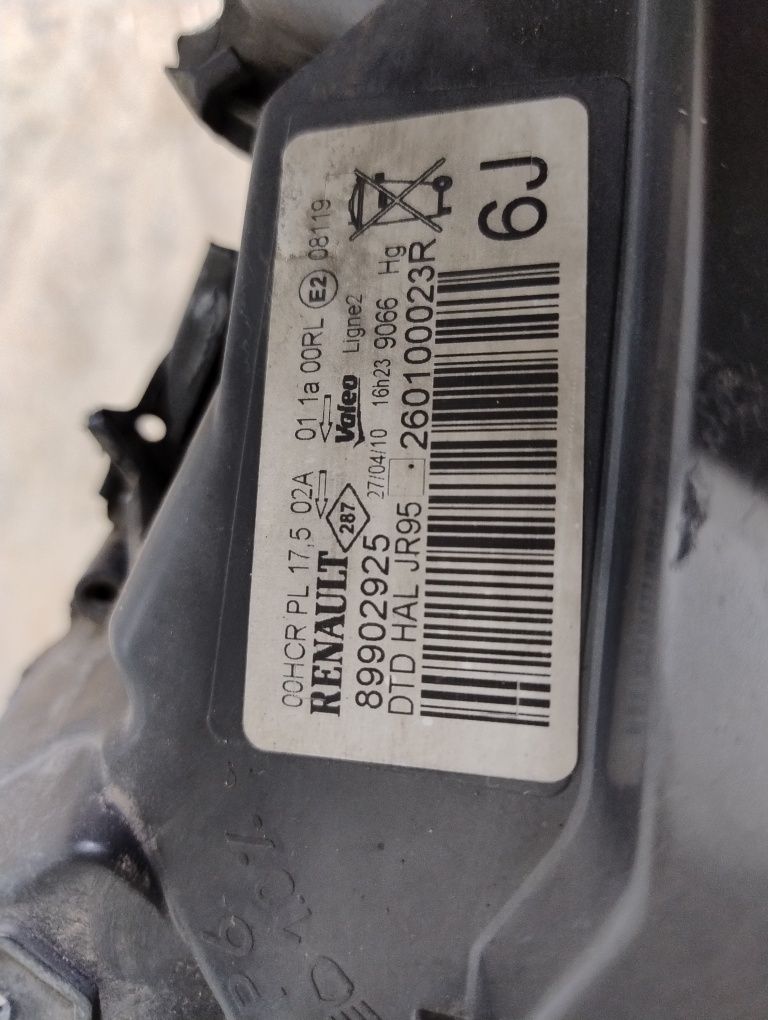 00HCR PL 17,5 02A 01 1a 00RL E2 08119
RENAULT 287 Valeo Ligne2
89902925 27/04/10 16h23 9066 Hg
DTD HAL JR95 260100023R
6J